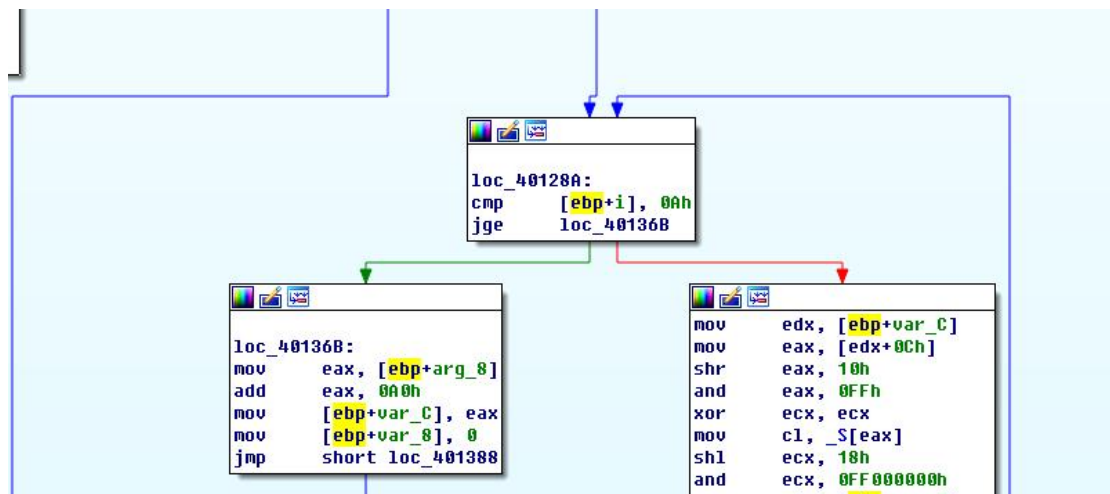 loc_40128A:
cmp [ebp+i], 0Ah
jge loc_40136B
loc_40136B:
mov eax, [ebp+arg_8]
add eax, 0A0h
mov [ebp+var_C], eax
mov [ebp+var_8], 0
jmp short loc_401388
mov edx, [ebp+var_C]
mov eax, [edx+0Ch]
shr eax, 10h
and eax, 0FFh
xor ecx, ecx
mov cl, _S[eax]
shl ecx, 18h
and ecx, 0FF000000h